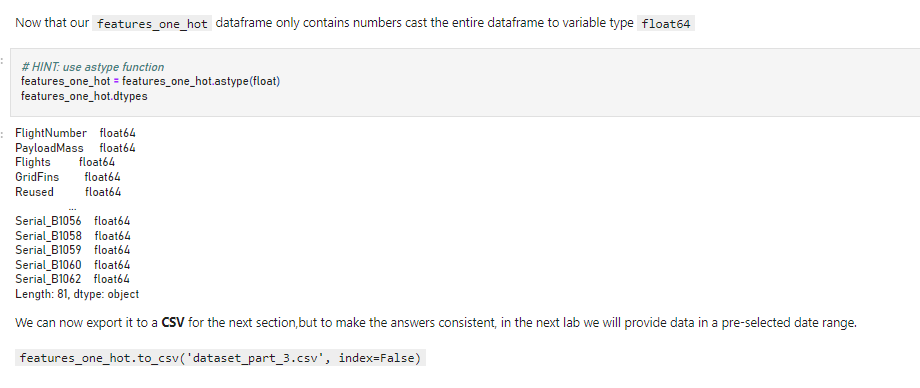 Now that our features_one_hot dataframe only contains numbers cast the entire dataframe to variable type float64
:
# HINT: use astype function
features_one_hot = features_one_hot.astype(float)
features_one_hot.dtypes
:
FlightNumber float64
PayloadMass float64
Flights float64
GridFins float64
Reused float64
...
Serial_B1056 float64
Serial_B1058 float64
Serial_B1059 float64
Serial_B1060 float64
Serial_B1062 float64
Length: 81, dtype: object
We can now export it to a CSV for the next section,but to make the answers consistent, in the next lab we will provide data in a pre-selected date range.
features_one_hot.to_csv('dataset_part_3.csv', index=False)